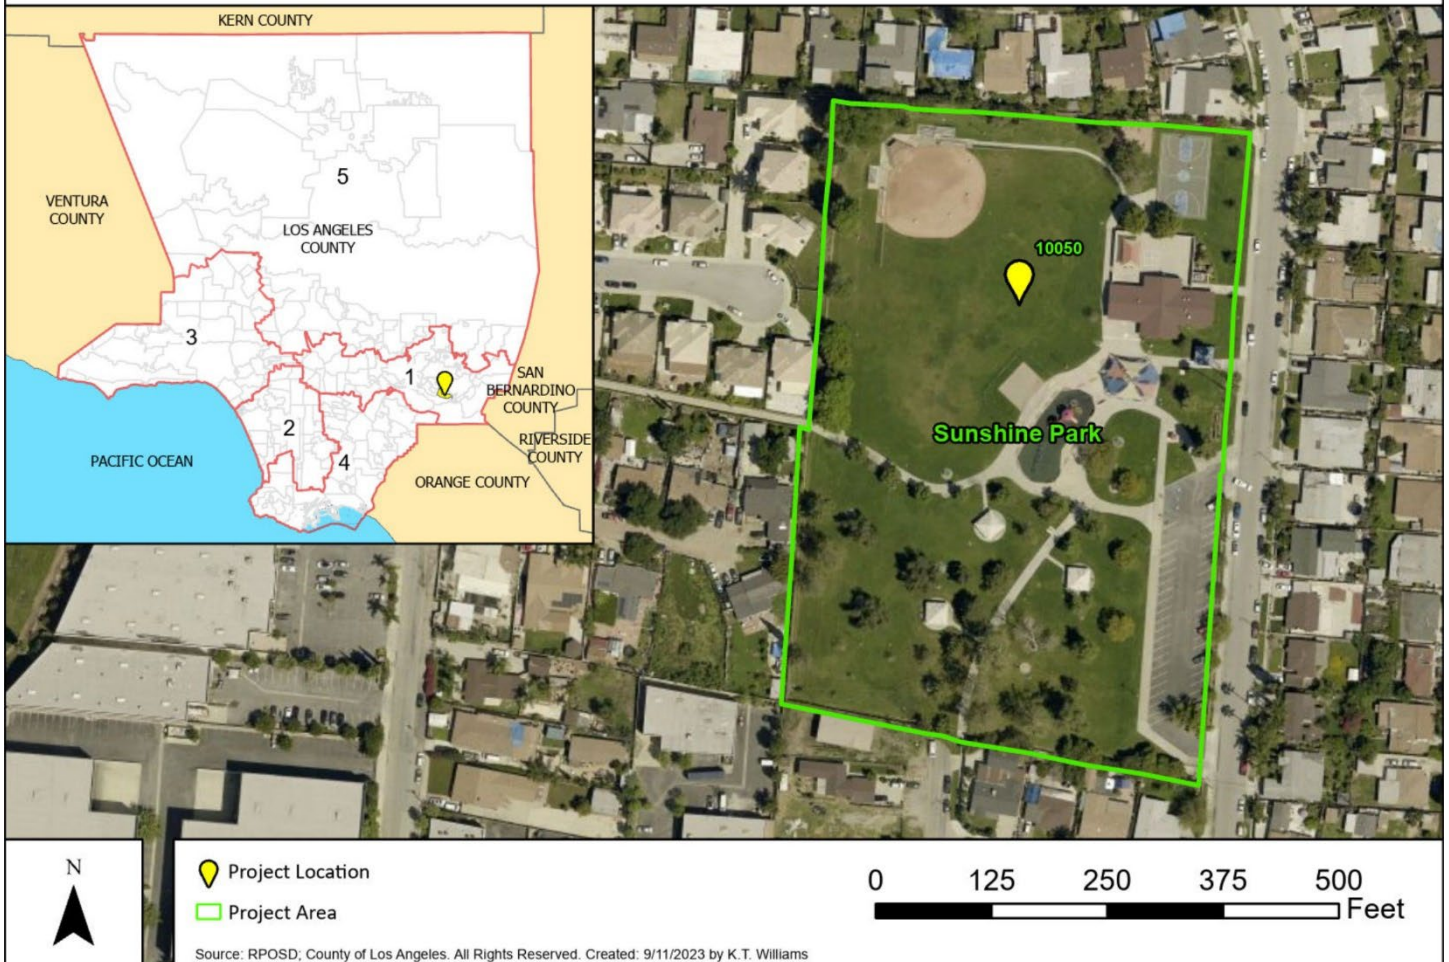 KERN COUNTY
5
VENTURA
COUNTY
LOS ANGELES
COUNTY
3
1
SAN
BERNARDINO
COUNTY
2
RIVERSIDE
COUNTY
4
PACIFIC OCEAN
ORANGE COUNTY
10050
Sunshine Park
N
Project Location
Project Area
0 125 250 375 500
Feet
Source: RPOSD; County of Los Angeles. All Rights Reserved. Created: 9/11/2023 by K.T. Williams